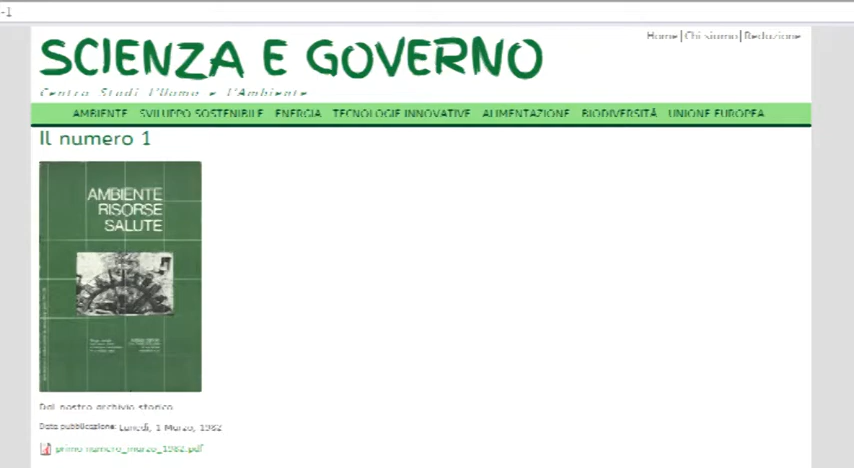 -1
Home | Chi siamo | Redazione
SCIENZA E GOVERNO
Centro Studi l'Uomo e l'Ambiente
AMBIENTE SVILUPPO SOSTENIBILE ENERGIA TECNOLOGIE INNOVATIVE ALIMENTAZIONE BIODIVERSITÀ UNIONE EUROPEA
Il numero 1
AMBIENTE
RISORSE
SALUTE
Dal nostro archivio storico
Data pubblicazione: Lunedì, 1 Marzo, 1982
primo numero_marzo_1982.pdf